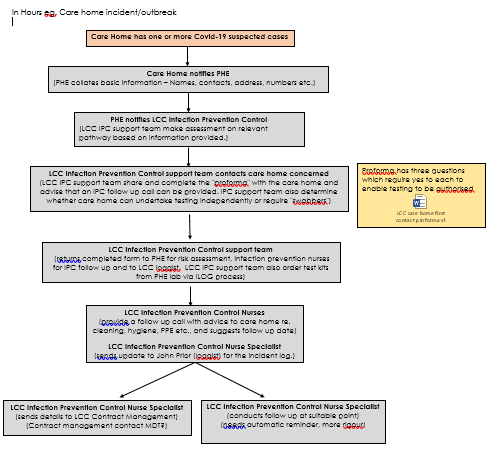 In Hours eg. Care home incident/outbreak.
Care Home has one or more Covid-19 suspected cases
Care Home notifies PHE
(PHE collates basic information – Names, contacts, address, numbers etc.)
PHE notifies LCC Infection Prevention Control
(LCC IPC support team make assessment on relevant
pathway based on information provided.)
LCC Infection Prevention Control support team contacts care home concerned
(LCC IPC support team share and complete the "proforma" with the care home and
advise that an IPC follow up call can be provided. IPC support team also determine
whether care home can undertake testing independently or require "swabbers")
Proforma has three questions
which require yes to each to
enable testing to be authorised.
LCC care home first
contact proforma v1
LCC Infection Prevention Control support team
(returns completed form to PHE for risk assessment, infection prevention nurses
for IPC follow up and to LCC loggist. LCC IPC support team also order test kits
from PHE lab via ILOG process)
LCC Infection Prevention Control Nurses
(provide a follow up call with advice to care home re.
cleaning, hygiene, PPE etc., and suggests follow up date)
LCC Infection Prevention Control Nurse Specialist
(sends update to John Prior (loggist) for the incident log.)
LCC Infection Prevention Control Nurse Specialist
(sends details to LCC Contract Management)
(Contract management contact MDT?)
LCC Infection Prevention Control Nurse Specialist
(conducts follow up at suitable point)
(needs automatic reminder, more rigour)